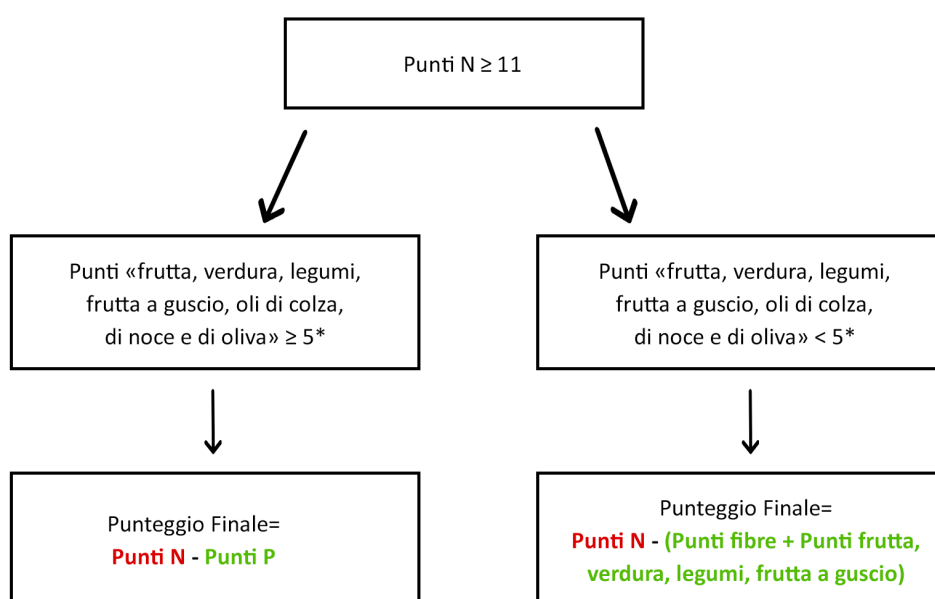 Punti N ≥ 11
Punti «frutta, verdura, legumi,
frutta a guscio, oli di colza,
di noce e di oliva» ≥ 5*
Punti «frutta, verdura, legumi,
frutta a guscio, oli di colza,
di noce e di oliva» < 5*
Punteggio Finale=
Punti N - Punti P
Punteggio Finale=
Punti N - (Punti fibre + Punti frutta,
verdura, legumi, frutta a guscio)